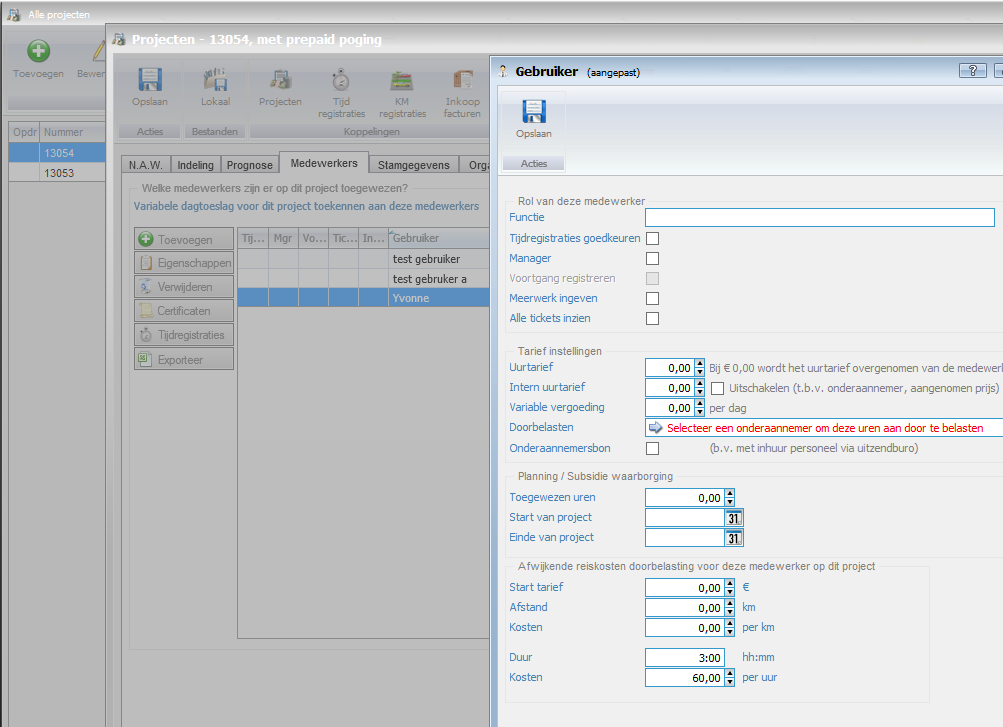 Alle projecten
Toevoegen
Projecten - 13054, met prepaid poging
Opslaan
Lokaal
Projecten
Tijd
registraties
KM
registraties
Inkoop
facturen
Acties
Bestanden
Koppelingen
Opdr
Nummer
13054
13053
N.A.W.
Indeling
Prognose
Medewerkers
Stamgegevens
Welke medewerkers zijn er op dit project toegewezen?
Variabele dagtoeslag voor dit project toekennen aan deze medewerkers
Toevoegen
Eigenschappen
Verwijderen
Certificaten
Tijdregistraties
Exporteer
Tij...
Mgr
Vo...
Tic...
In...
Gebruiker
test gebruiker
test gebruker a
Yvonne
Gebruiker (aangepast)
?
Opslaan
Acties
Rol van deze medewerker
Functie
Tijdregistraties goedkeuren
Manager
Voortgang registreren
Meerwerk ingeven
Alle tickets inzien
Tarief instellingen
Uurtarief 0,00 Bij € 0,00 wordt het uurtarief overgenomen van de medewerk
Intern uurtarief 0,00 Uitschakelen (t.b.v. onderaannemer, aangenomen prijs)
Variable vergoeding 0,00 per dag
Doorbelasten Selecteer een onderaannemer om deze uren aan door te belasten
Onderaannemersbon (b.v. met inhuur personeel via uitzendburo)
Planning / Subsidie waarborging
Toegewezen uren 0,00
Start van project 31
Einde van project 31
Afwijkende reiskosten doorbelasting voor deze medewerker op dit project
Start tarief 0,00 €
Afstand 0,00 km
Kosten 0,00 per km
Duur 3:00 hh:mm
Kosten 60,00 per uur